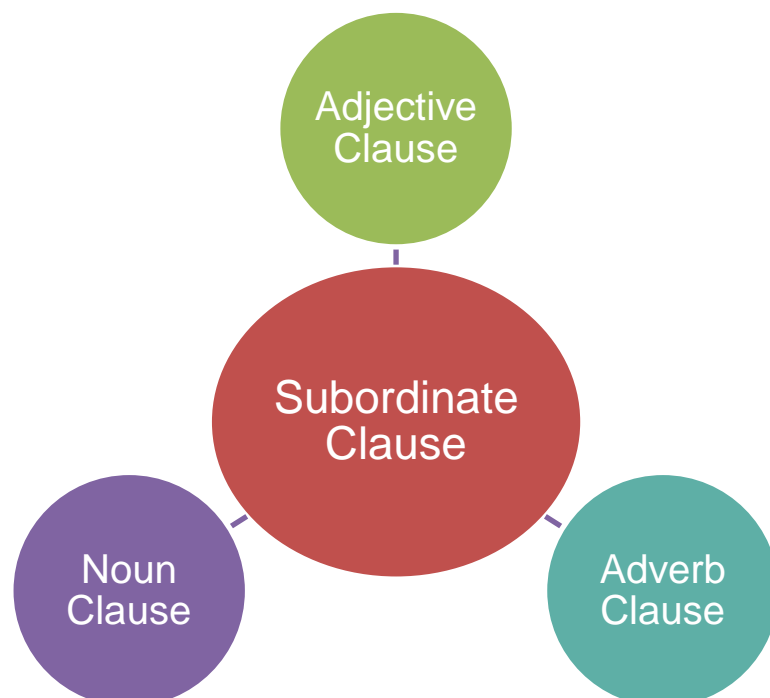 Adjective
Clause
Subordinate
Clause
Noun
Clause
Adverb
Clause